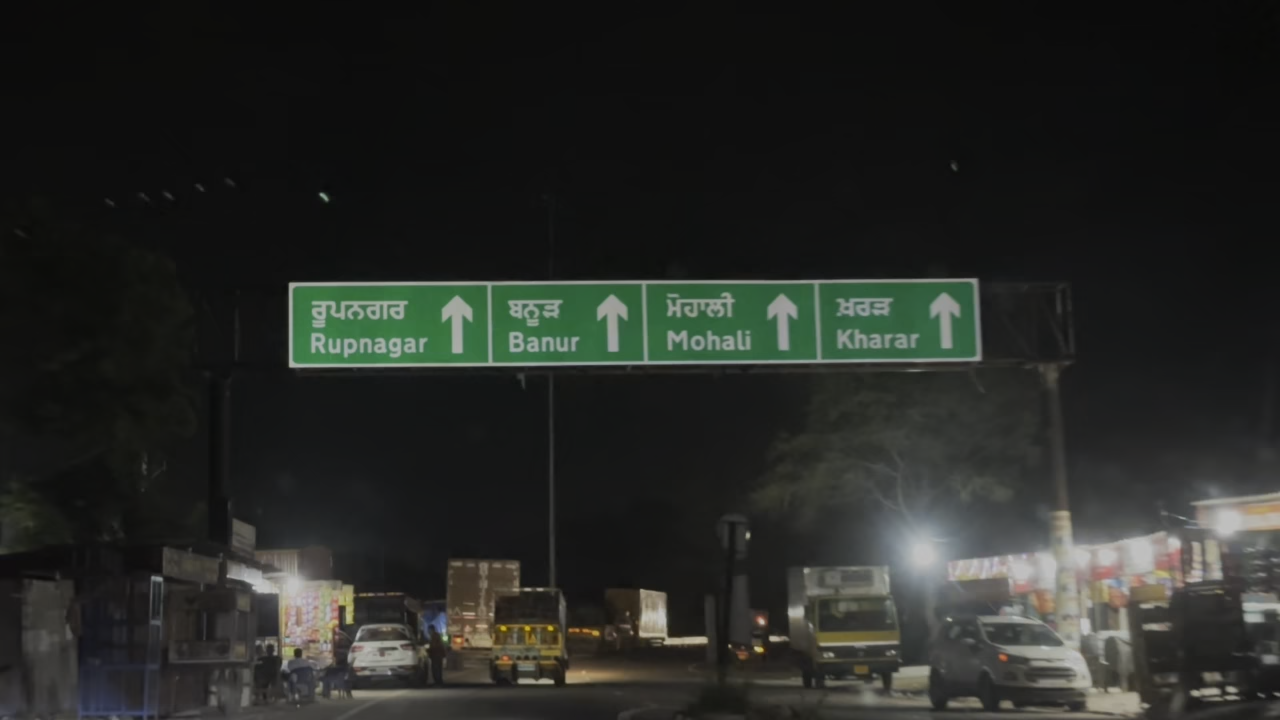 ਰੂਪਨਗਰ
Rupnagar
ਬਨੂੜ
Banur
ਮੋਹਾਲੀ
Mohali
ਖ਼ਰੜ
Kharar